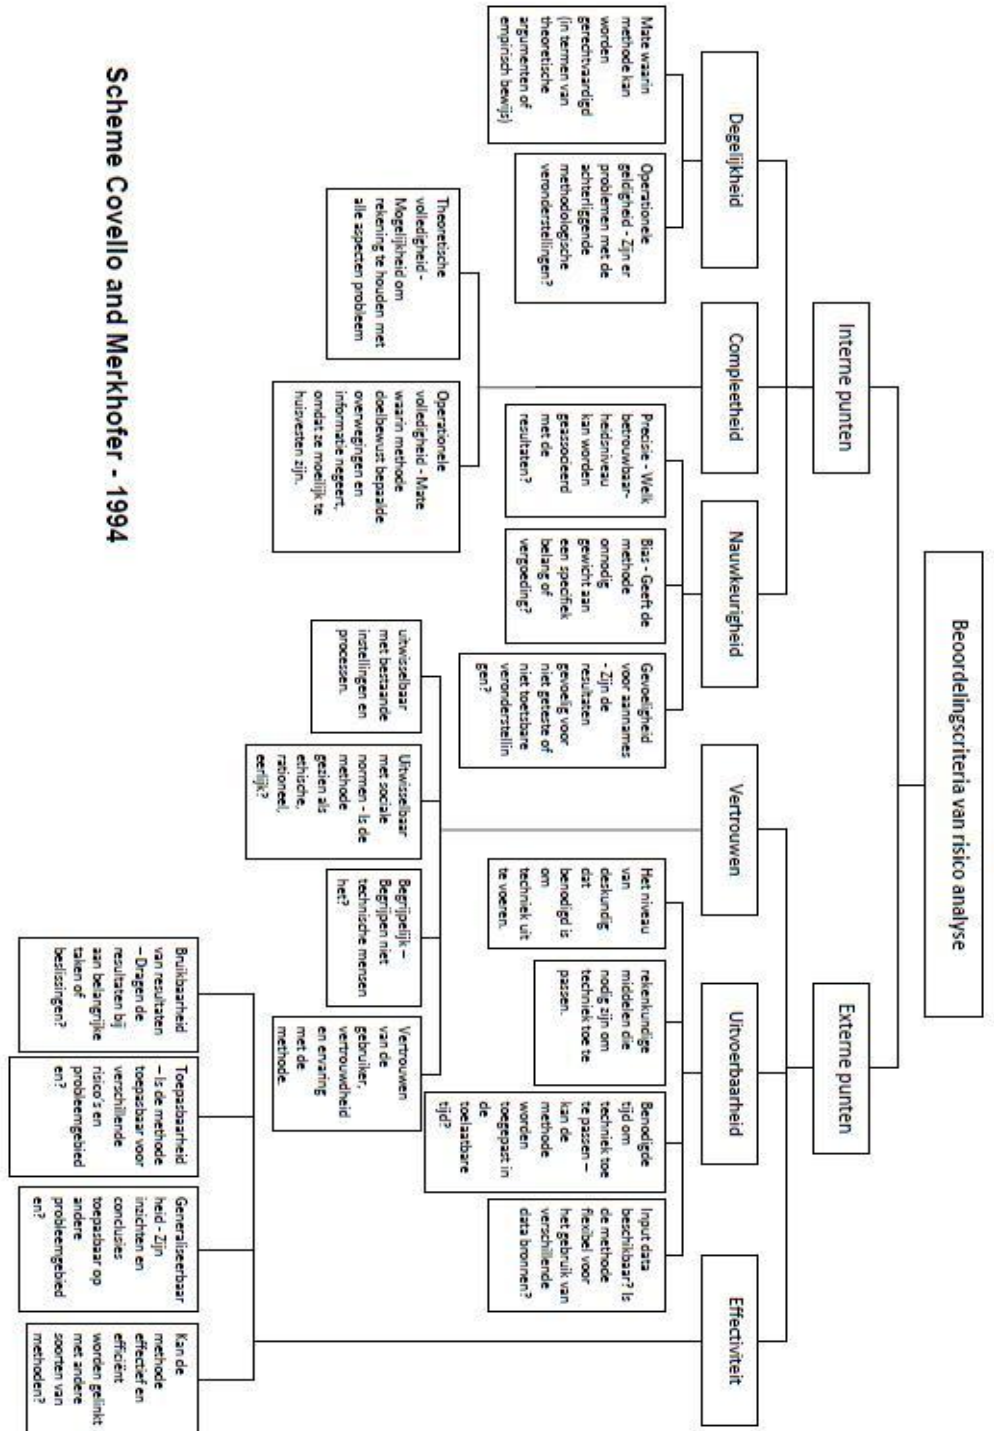 Beoordelingscriteria van risico analyse
Interne punten
Externe punten
Degelijkheid
Compleetheid
Nauwkeurigheid
Vertrouwen
Uitvoerbaarheid
Effectiviteit
Mate waarin
methode kan
worden
gerechtvaardigd
(in termen van
theoretische
argumenten of
empirisch bewijs)
Operationele
geldigheid - Zijn er
problemen met de
achterliggende
methodologische
veronderstellingen?
Theoretische
volledigheid -
Mogelijkheid om
rekening te houden met
alle aspecten probleem
Operationele
volledigheid - Mate
waarin methode
doelbewust bepaalde
overwegingen en
informatie negeert,
omdat ze moeilijk te
huisvesten zijn.
Precisie - Welk
betrouwbaar-
heidsniveau
kan worden
geassocieerd
met de
resultaten?
Bias - Geeft de
methode
onnodig
gewicht aan
een specifiek
belang of
vergoeding?
Gevoeligheid
voor aannames
- Zijn de
resultaten
gevoelig voor
niet geteste of
niet toetsbare
veronderstellin
gen?
uitwisselbaar
met bestaande
instellingen en
processen.
Uitwisselbaar
met sociale
normen - Is de
methode
gezien als
ethische,
rationeel,
eerlijk?
Begrijpelijk –
Begrijpen niet
technische mensen
het?
Vertrouwen
van de
gebruiker,
vertrouwdheid
en ervaring
met de
methode.
Het niveau
van
deskundig
dat
benodigd is
om
techniek uit
te voeren.
rekenkundige
middelen die
nodig zijn om
techniek toe te
passen.
Benodigde
tijd om
techniek toe
te passen –
kan de
methode
worden
toegepast in
de
toelaatbare
tijd?
Input data
beschikbaar? Is
de methode
flexibel voor
het gebruik van
verschillende
data bronnen?
Bruikbaarheid
van resultaten
– Dragen de
resultaten bij
aan belangrijke
taken of
beslissingen?
Toepasbaarheid
– Is de methode
toepasbaar voor
verschillende
risico's en
probleemgebied
en?
Generaliseerbaar
heid - Zijn
inzichten en
conclusies
toepasbaar op
andere
probleemgebied
en?
Kan de
methode
effectief en
efficiënt
worden gelinkt
met andere
soorten van
methoden?
Scheme Covello and Merkhofer - 1994